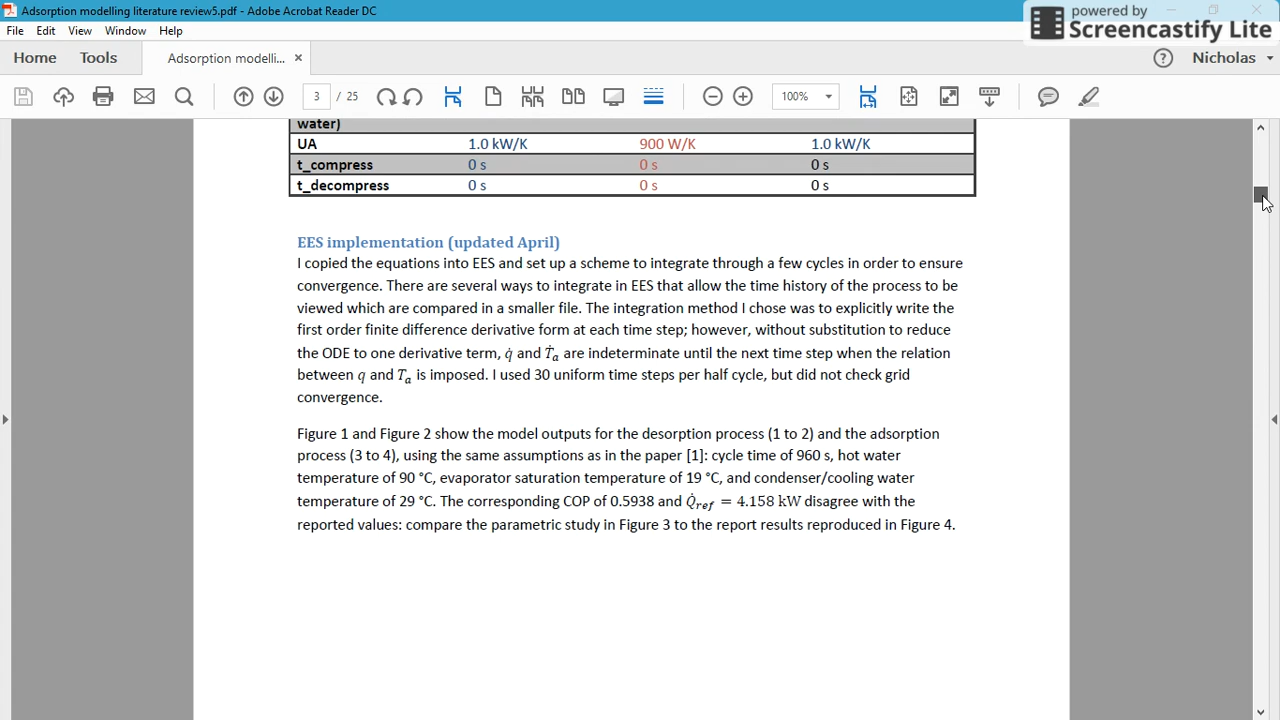 Adsorption modelling literature review5.pdf - Adobe Acrobat Reader DC
powered by
Screencastify Lite
File Edit View Window Help
Home Tools Adsorption modelli... × ? Nicholas
3 / 25 100%
water)
UA 1.0 kW/K 900 W/K 1.0 kW/K
t_compress 0 s 0 s 0 s
t_decompress 0 s 0 s 0 s
EES implementation (updated April)
I copied the equations into EES and set up a scheme to integrate through a few cycles in order to ensure
convergence. There are several ways to integrate in EES that allow the time history of the process to be
viewed which are compared in a smaller file. The integration method I chose was to explicitly write the
first order finite difference derivative form at each time step; however, without substitution to reduce
the ODE to one derivative term, q̇ and Ṫₐ are indeterminate until the next time step when the relation
between q and Tₐ is imposed. I used 30 uniform time steps per half cycle, but did not check grid
convergence.
Figure 1 and Figure 2 show the model outputs for the desorption process (1 to 2) and the adsorption
process (3 to 4), using the same assumptions as in the paper [1]: cycle time of 960 s, hot water
temperature of 90 °C, evaporator saturation temperature of 19 °C, and condenser/cooling water
temperature of 29 °C. The corresponding COP of 0.5938 and Q̇ref = 4.158 kW disagree with the
reported values: compare the parametric study in Figure 3 to the report results reproduced in Figure 4.